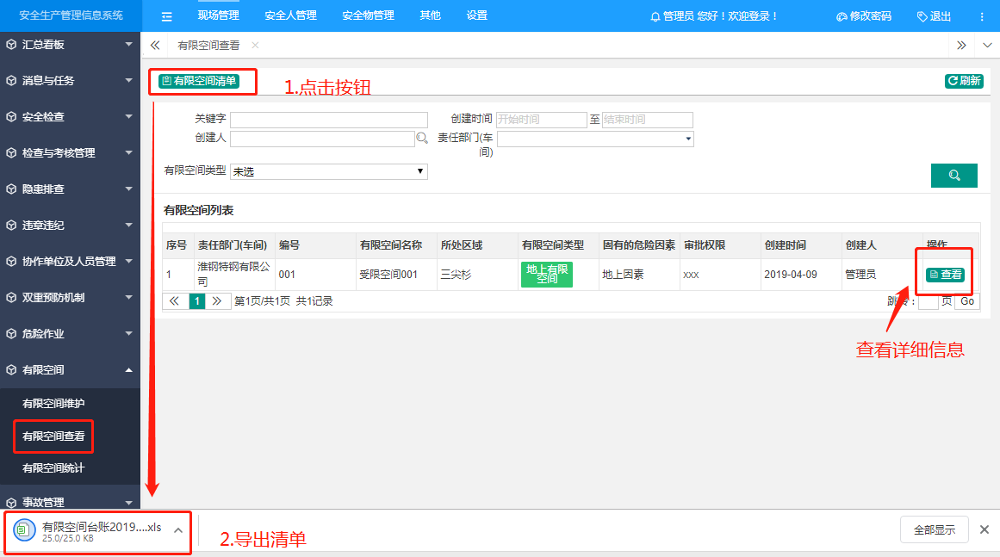 安全生产管理信息系统
现场管理 安全人管理 安全物管理 其他 设置
管理员 您好！欢迎登录！
修改密码 退出
汇总看板
消息与任务
安全检查
检查与考核管理
隐患排查
违章违纪
协作单位及人员管理
双重预防机制
危险作业
有限空间
有限空间维护
有限空间查看
有限空间统计
事故管理
有限空间查看
有限空间清单
1.点击按钮
刷新
关键字 创建时间 开始时间 至 结束时间
创建人 责任部门(车
间)
有限空间类型 未选
有限空间列表
序号 责任部门(车间) 编号 有限空间名称 所处区域 有限空间类型 固有的危险因素 审批权限 创建时间 创建人 操作
1 淮钢特钢有限公
司 001 受限空间001 三尖杉 地上有限
空间 地上因素 xxx 2019-04-09 管理员 查看
1 第1页/共1页 共1记录
页 Go
查看详细信息
有限空间台账2019....xls
25.0/25.0 KB
2.导出清单
全部显示